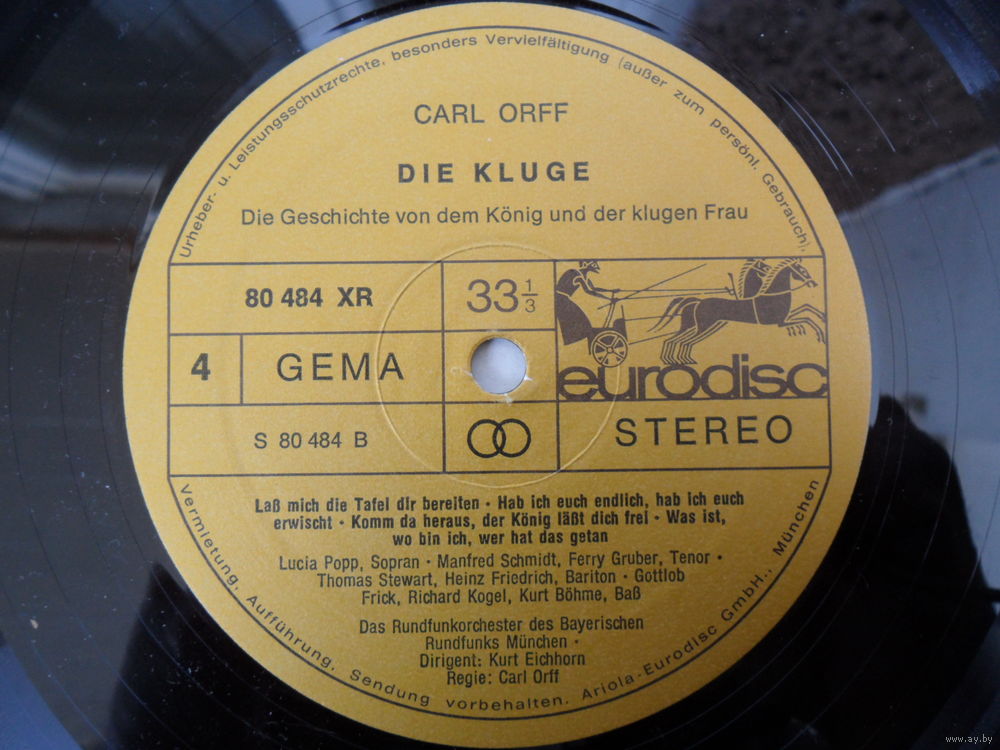 Urheber- u. Leistungsschutzrechte, besonders Vervielfältigung (außer zum persönl. Gebrauch),
CARL ORFF
DIE KLUGE
Die Geschichte von dem König und der klugen Frau
80 484 XR
33 1/3
4
GEMA
eurodisc
S 80 484 B
STEREO
Laß mich die Tafel dir bereiten · Hab ich euch endlich, hab ich euch
erwischt · Komm da heraus, der König läßt dich frei · Was ist,
wo bin ich, wer hat das getan
Lucia Popp, Sopran · Manfred Schmidt, Ferry Gruber, Tenor ·
Thomas Stewart, Heinz Friedrich, Bariton · Gottlob
Frick, Richard Kogel, Kurt Böhme, Baß
Das Rundfunkorchester des Bayerischen
Rundfunks München ·
Dirigent: Kurt Eichhorn
Regie: Carl Orff
Vermietung, Aufführung, Sendung vorbehalten. Ariola-Eurodisc GmbH., München
www.ay.by